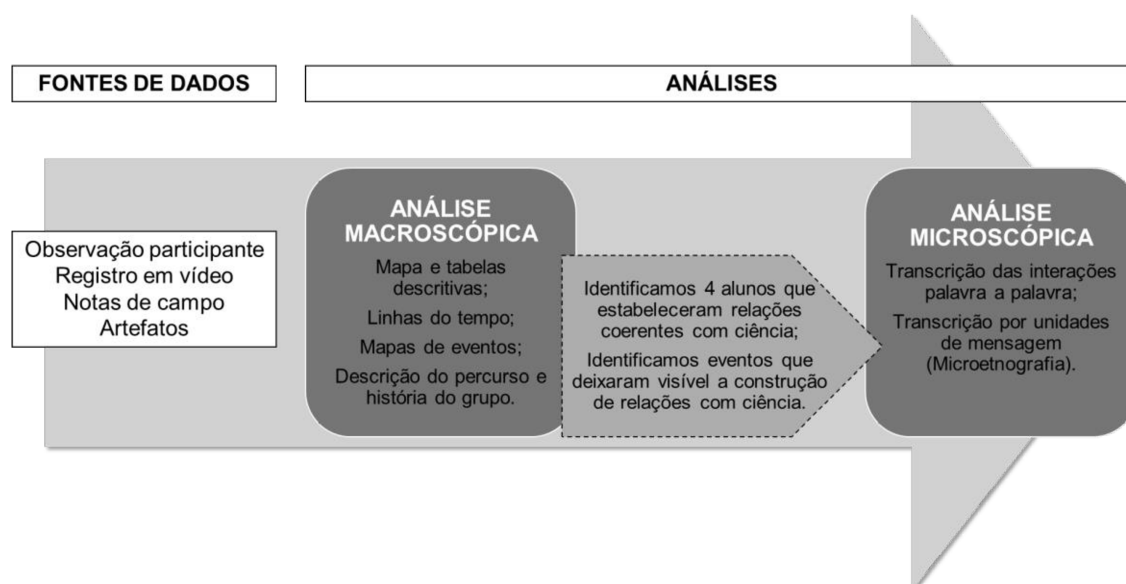 FONTES DE DADOS
ANÁLISES
Observação participante
Registro em vídeo
Notas de campo
Artefatos
ANÁLISE
MACROSCÓPICA
Mapa e tabelas
descritivas;
Linhas do tempo;
Mapas de eventos;
Descrição do percurso e
história do grupo.
Identificamos 4 alunos que
estabeleceram relações
coerentes com ciência;
Identificamos eventos que
deixaram visível a construção
de relações com ciência.
ANÁLISE
MICROSCÓPICA
Transcrição das interações
palavra a palavra;
Transcrição por unidades
de mensagem
(Microetnografia).